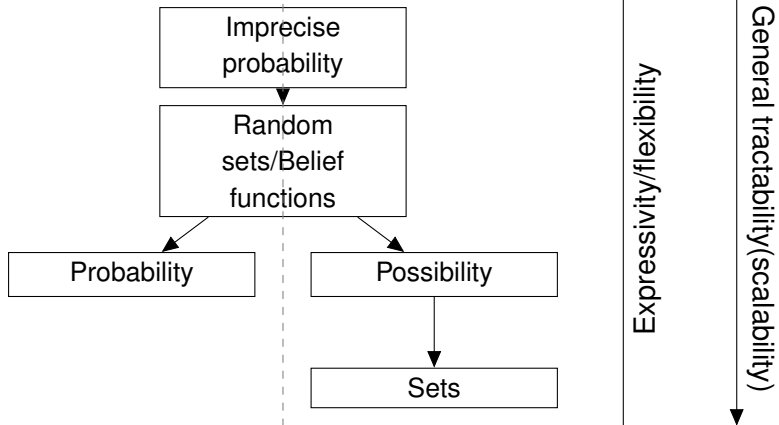 Imprecise
probability
Random
sets/Belief
functions
Probability
Possibility
Sets
Expressivity/flexibility
General tractability(scalability)